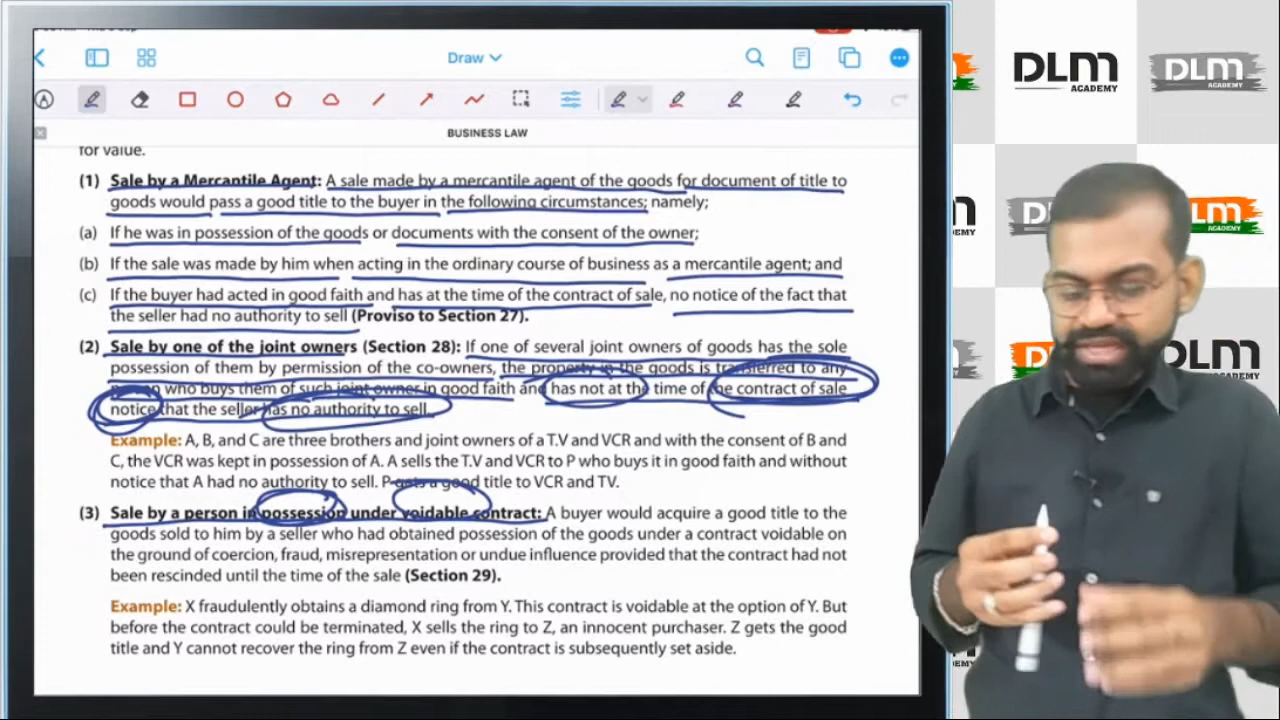 Draw
BUSINESS LAW
for value.
(1) Sale by a Mercantile Agent: A sale made by a mercantile agent of the goods for document of title to
goods would pass a good title to the buyer in the following circumstances; namely;
(a) If he was in possession of the goods or documents with the consent of the owner;
(b) If the sale was made by him when acting in the ordinary course of business as a mercantile agent; and
(c) If the buyer had acted in good faith and has at the time of the contract of sale, no notice of the fact that
the seller had no authority to sell (Proviso to Section 27).
(2) Sale by one of the joint owners (Section 28): If one of several joint owners of goods has the sole
possession of them by permission of the co-owners, the property in the goods is transferred to any
person who buys them of such joint owner in good faith and has not at the time of the contract of sale
notice that the seller has no authority to sell.
Example: A, B, and C are three brothers and joint owners of a T.V and VCR and with the consent of B and
C, the VCR was kept in possession of A. A sells the T.V and VCR to P who buys it in good faith and without
notice that A had no authority to sell. P gets a good title to VCR and TV.
(3) Sale by a person in possession under voidable contract: A buyer would acquire a good title to the
goods sold to him by a seller who had obtained possession of the goods under a contract voidable on
the ground of coercion, fraud, misrepresentation or undue influence provided that the contract had not
been rescinded until the time of the sale (Section 29).
Example: X fraudulently obtains a diamond ring from Y. This contract is voidable at the option of Y. But
before the contract could be terminated, X sells the ring to Z, an innocent purchaser. Z gets the good
title and Y cannot recover the ring from Z even if the contract is subsequently set aside.
DLM
ACADEMY
DLM
ACADEMY
ACADEMY
DLM